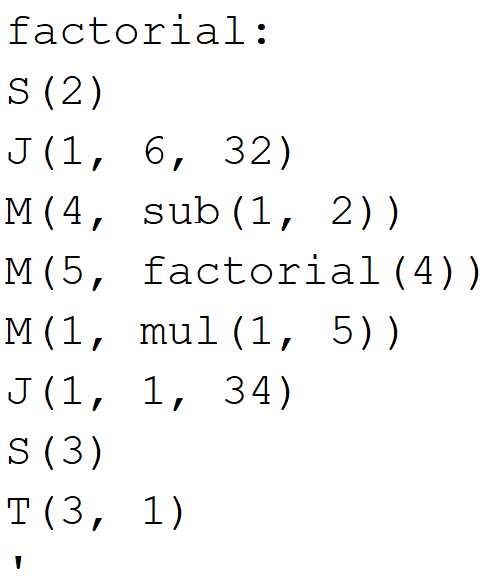 factorial:
S(2)
J(1, 6, 32)
M(4, sub(1, 2))
M(5, factorial(4))
M(1, mul(1, 5))
J(1, 1, 34)
S(3)
T(3, 1)
'